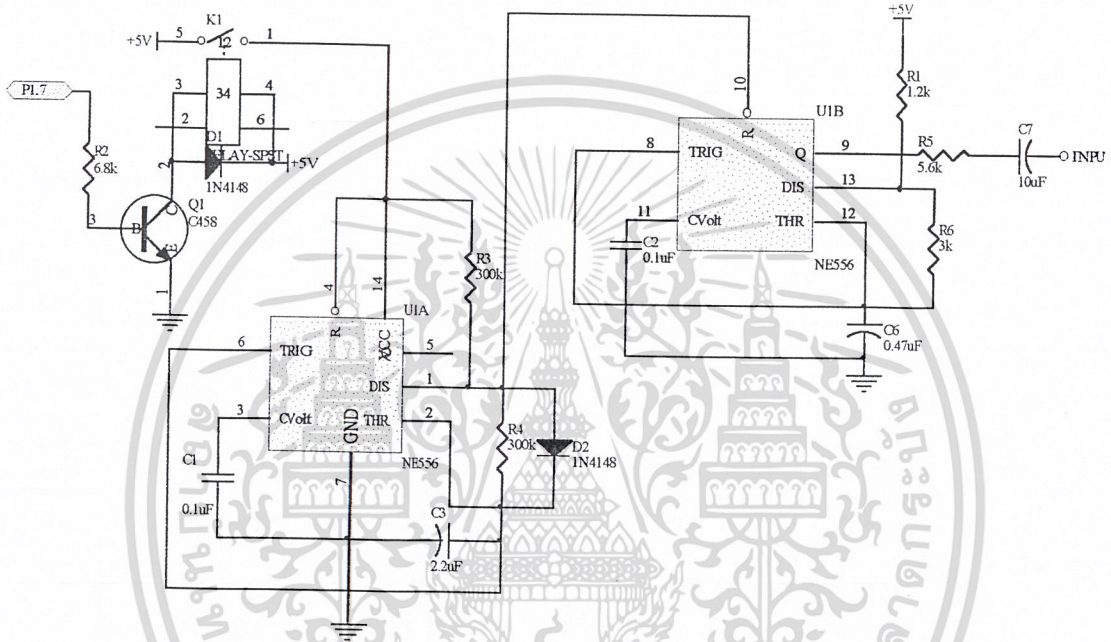 K1
+5V
5
12
1
P1.7
3
34
4
2
6
R2
6.8k
D1
ELAY-SPST
+5V
1N4148
2
Q1
C458
3
B
C
E
1
4
14
R3
300k
U1A
R
VCC
6
TRIG
5
DIS
1
3
CVolt
THR
2
GND
NE556
7
C1
0.1uF
C3
2.2uF
R4
300k
D2
1N4148
+5V
R1
1.2k
10
U1B
R
8
TRIG
Q
9
R5
5.6k
C7
10uF
INPU
DIS
13
11
CVolt
THR
12
C2
0.1uF
NE556
R6
3k
C6
0.47uF